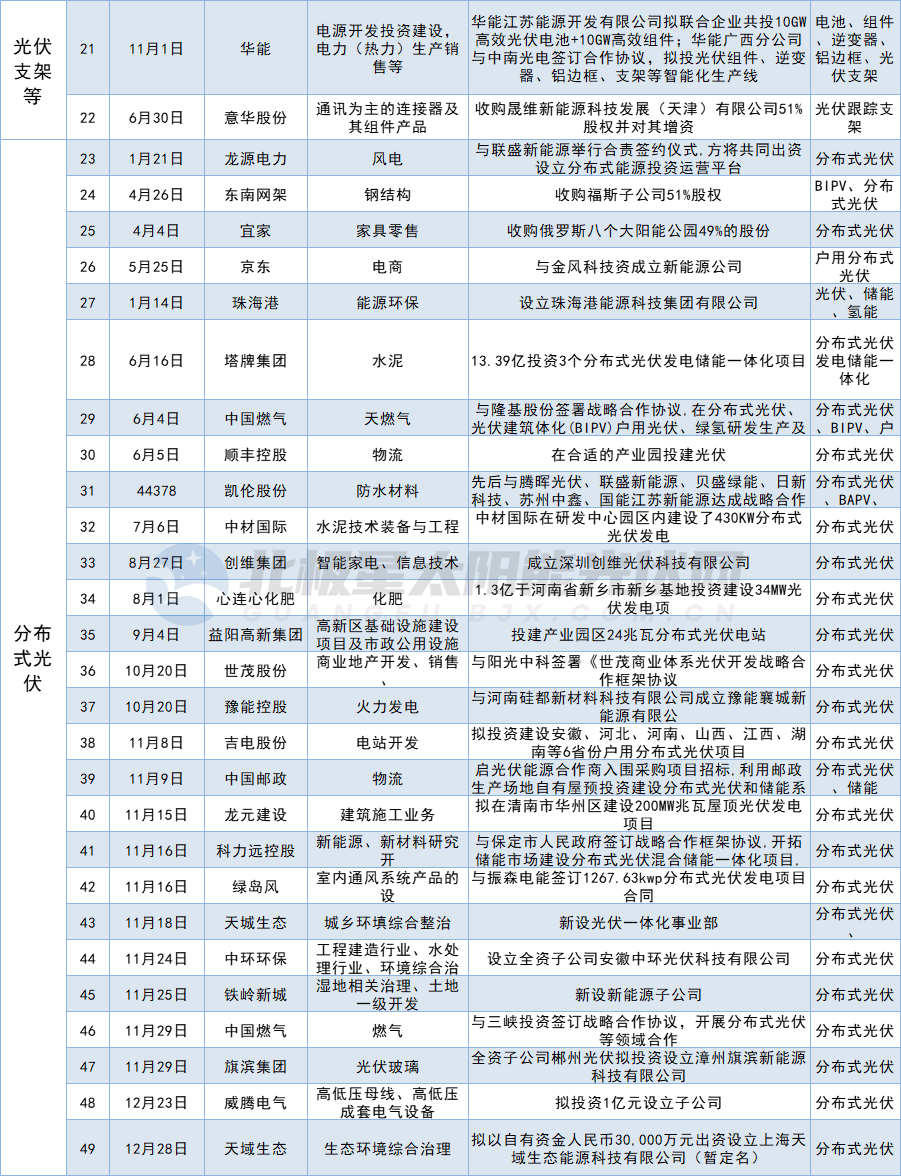 光伏
支架
等
21
11月1日
华能
电源开发投资建设,
电力（热力）生产销
售等
华能江苏能源开发有限公司拟联合企业共投10GW
高效光伏电池+10GW高效组件；华能广西分公司
与中南光电签订合作协议，拟投光伏组件、逆变
器、铝边框、支架等智能化生产线
电池、组件
、逆变器、
铝边框、光
伏支架
22
6月30日
意华股份
通讯为主的连接器及
其组件产品
收购晟维新能源科技发展（天津）有限公司51%
股权并对其增资
光伏跟踪支
架
分布
式光
伏
23
1月21日
龙源电力
风电
与联盛新能源举行合责签约仪式,方将共同出资
设立分布式能源投资运营平台
分布式光伏
24
4月26日
东南网架
钢结构
收购福斯子公司51%股权
BIPV、分布
式光伏
25
4月4日
宜家
家具零售
收购俄罗斯八个大阳能公园49%的股份
分布式光伏
26
5月25日
京东
电商
与金风科技资成立新能源公司
户用分布式
光伏
27
1月14日
珠海港
能源环保
设立珠海港能源科技集团有限公司
光伏、储能
、氢能
28
6月16日
塔牌集团
水泥
13.39亿投资3个分布式光伏发电储能一体化项目
分布式光伏
发电储能一
体化
29
6月4日
中国燃气
天燃气
与隆基股份签署战略合作协议,在分布式光伏、
光伏建筑体化(BIPV)户用光伏、绿氢研发生产及
分布式光伏
、BIPV、户
30
6月5日
顺丰控股
物流
在合适的产业园投建光伏
分布式光伏
31
44378
凯伦股份
防水材料
先后与腾晖光伏、联盛新能源、贝盛绿能、日新
科技、苏州中鑫、国能江苏新能源达成战略合作
分布式光伏
、BAPV、
32
7月6日
中材国际
水泥技术装备与工程
中材国际在研发中心园区内建设了430KW分布式
光伏发电
分布式光伏
33
8月27日
创维集团
智能家电、信息技术
成立深圳创维光伏科技有限公司
分布式光伏
北极星太阳能光伏网
GUANGFU.BJX.COM.CN
34
8月1日
心连心化肥
化肥
1.3亿于河南省新乡市新乡基地投资建设34MW光
伏发电项
分布式光伏
35
9月4日
益阳高新集团
高新区基础设施建设
项目及市政公用设施
投建产业园区24兆瓦分布式光伏电站
分布式光伏
36
10月20日
世茂股份
商业地产开发、销售
、
与阳光中科签署《世茂商业体系光伏开发战略合
作框架协议
分布式光伏
37
10月20日
豫能控股
火力发电
与河南硅都新材料科技有限公司成立豫能襄城新
能源有限公
分布式光伏
38
11月8日
吉电股份
电站开发
拟投资建设安徽、河北、河南、山西、江西、湖
南等6省份户用分布式光伏项目
分布式光伏
39
11月9日
中国邮政
物流
启光伏能源合作商入围采购项目招标,利用邮政
生产场地自有屋预投资建设分布式光伏和储能系
分布式光伏
、储能
40
11月15日
龙元建设
建筑施工业务
拟在清南市华州区建设200MW兆瓦屋顶光伏发电
项目
分布式光伏
41
11月16日
科力远控股
新能源、新材料研究
开
与保定市人民政府签订战略合作框架协议,开拓
储能市场建设分布式光伏混合储能一体化项目,
分布式光伏
42
11月16日
绿岛风
室内通风系统产品的
设
与振森电能签订1267.63kwp分布式光伏发电项目
合同
分布式光伏
43
11月18日
天城生态
城乡环填综合整治
新设光伏一体化事业部
分布式光伏
、
44
11月24日
中环环保
工程建造行业、水处
理行业、环境综合治
设立全资子公司安徽中环光伏科技有限公司
分布式光伏
45
11月25日
铁岭新城
湿地相关治理、土地
一级开发
新设新能源子公司
分布式光伏
46
11月29日
中国燃气
燃气
与三峡投资签订战略合作协议，开展分布式光伏
等领域合作
分布式光伏
47
11月29日
旗滨集团
光伏玻璃
全资子公司郴州光伏拟投资设立漳州旗滨新能源
科技有限公司
分布式光伏
48
12月23日
威腾电气
高低压母线、高低压
成套电气设备
拟投资1亿元设立子公司
分布式光伏
49
12月28日
天域生态
生态环境综合治理
拟以自有资金人民币30,000万元出资设立上海天
域生态能源科技有限公司（暂定名）
分布式光伏